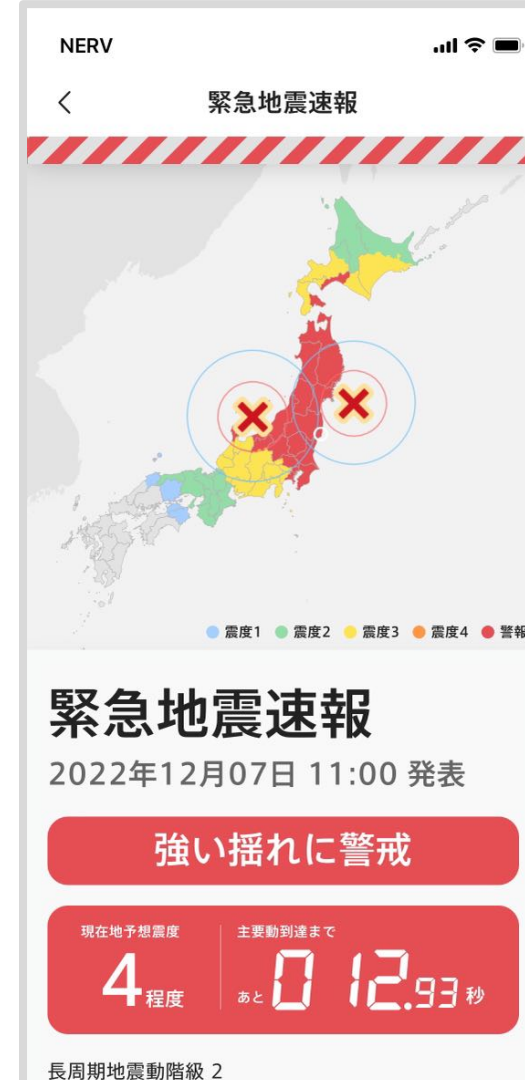 NERV
緊急地震速報
震度1 震度2 震度3 震度4 警報
緊急地震速報
2022年12月07日 11:00 発表
強い揺れに警戒
現在地予想震度 主要動到達まで
4程度 あと 012.93 秒
長周期地震動階級 2